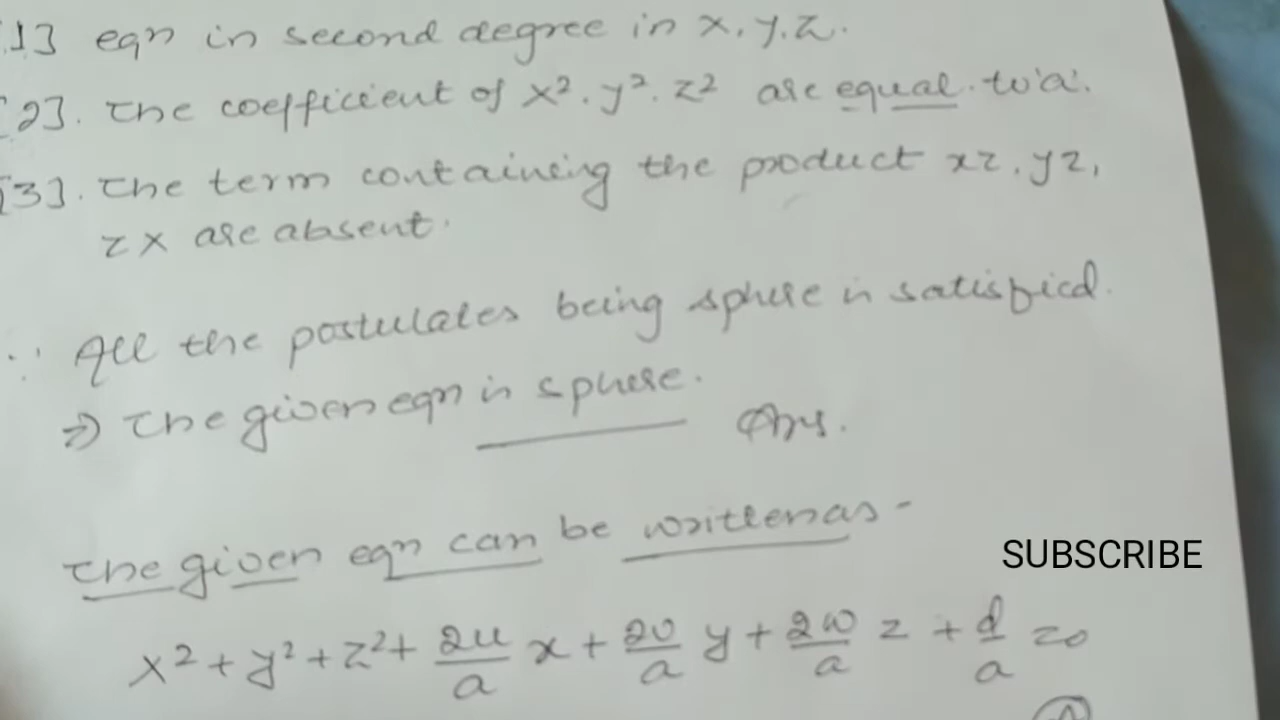 [1] eqn in second degree in x, y, z.
[2]. The coefficient of x². y². z² are equal to 'a'.
[3]. The term containing the product xz, yz,
zx are absent.
∴ All the postulates being sphere is satisfied.
⇒ The given eqn is sphere. Ans.
The given eqn can be written as -
SUBSCRIBE
x² + y² + z² + 2u/a x + 2v/a y + 2w/a z + d/a = 0